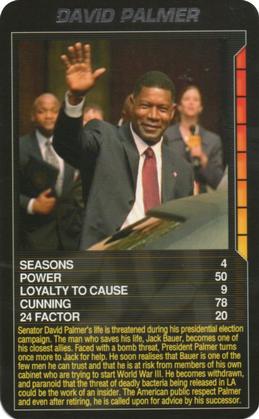 DAVID PALMER
SEASONS 4
POWER 50
LOYALTY TO CAUSE 9
CUNNING 78
24 FACTOR 20
Senator David Palmer's life is threatened during his presidential election
campaign. The man who saves his life, Jack Bauer, becomes one of
his closest allies. Faced with a bomb threat, President Palmer turns
once more to Jack for help. He soon realises that Bauer is one of the
few men he can trust and that he is at risk from members of his own
cabinet who are trying to start World War III. He becomes withdrawn,
and paranoid that the threat of deadly bacteria being released in LA
could be the work of an insider. The American public respect Palmer
and even after retiring, he is called upon for advice by his successor.